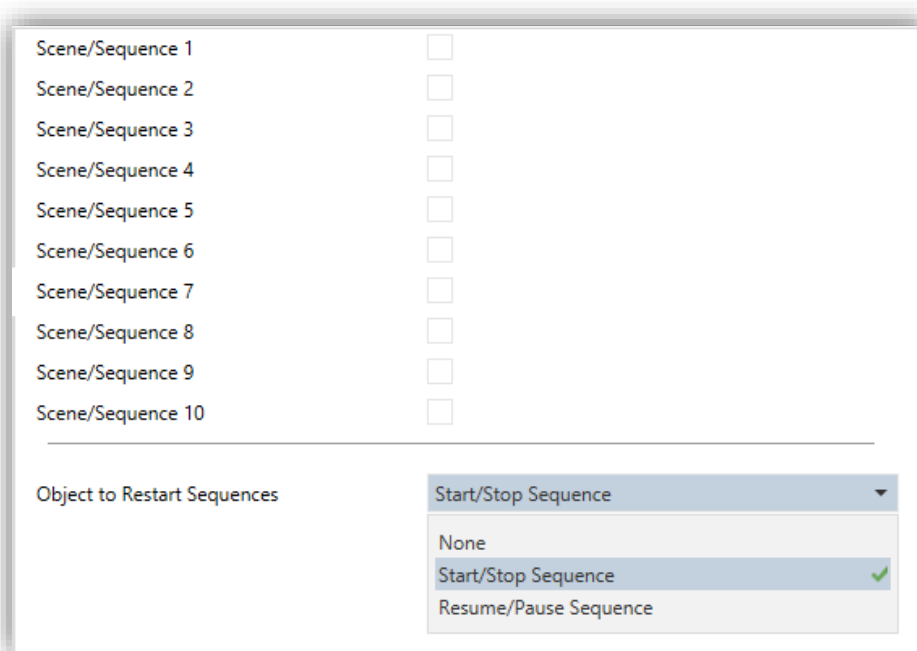 Scene/Sequence 1
Scene/Sequence 2
Scene/Sequence 3
Scene/Sequence 4
Scene/Sequence 5
Scene/Sequence 6
Scene/Sequence 7
Scene/Sequence 8
Scene/Sequence 9
Scene/Sequence 10
Object to Restart Sequences Start/Stop Sequence
None
Start/Stop Sequence
Resume/Pause Sequence